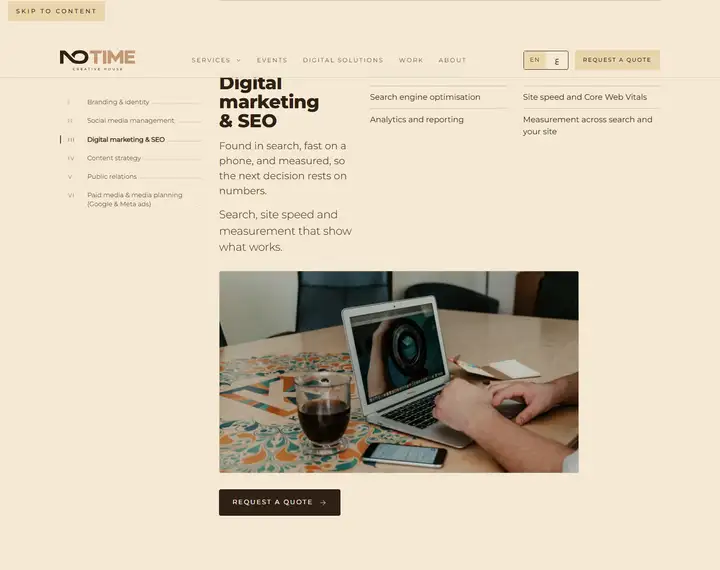 SKIP TO CONTENT
NOTIME
CREATIVE HOUSE
SERVICES
EVENTS
DIGITAL SOLUTIONS
WORK
ABOUT
EN
REQUEST A QUOTE
I Branding & identity
II Social media management
III Digital marketing & SEO
IV Content strategy
V Public relations
VI Paid media & media planning
(Google & Meta ads)
Digital
marketing
& SEO
Found in search, fast on a
phone, and measured, so
the next decision rests on
numbers.
Search, site speed and
measurement that show
what works.
Search engine optimisation
Site speed and Core Web Vitals
Analytics and reporting
Measurement across search and
your site
REQUEST A QUOTE →